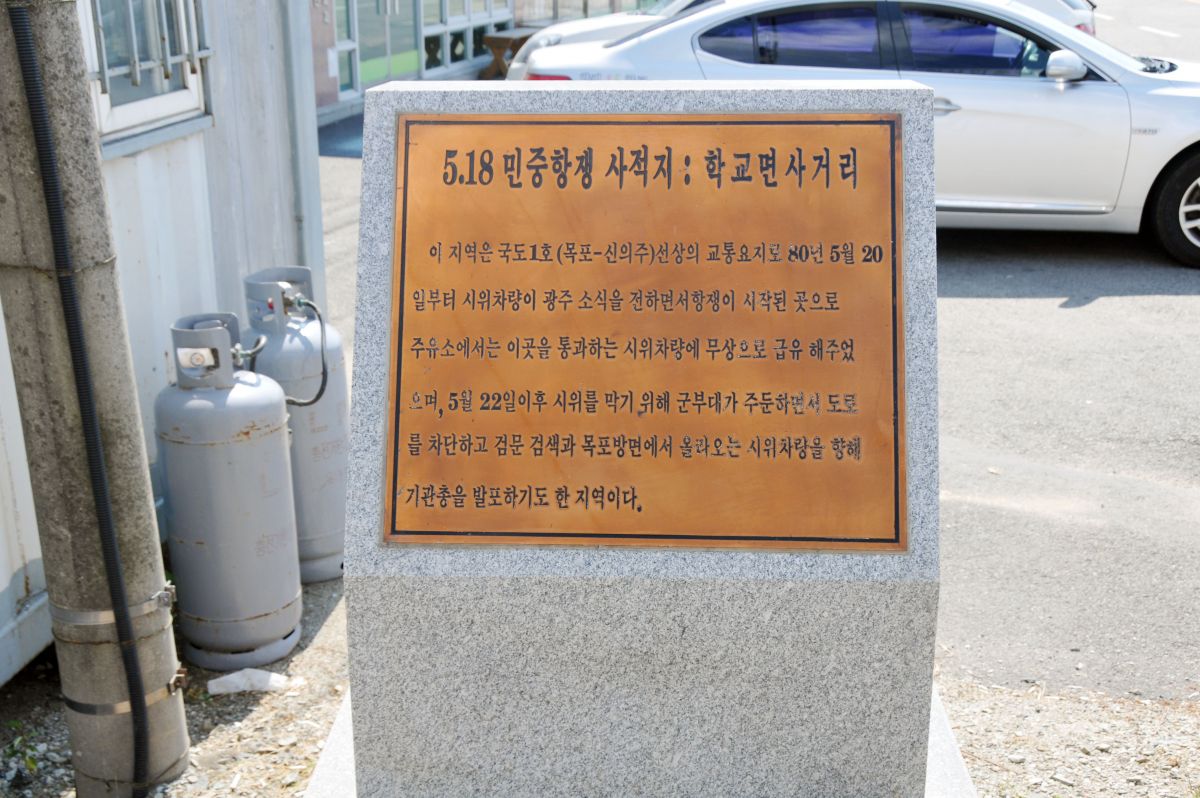 5.18 민중항쟁 사적지 : 학교면사거리
이 지역은 국도1호(목포-신의주)선상의 교통요지로 80년 5월 20
일부터 시위차량이 광주 소식을 전하면서항쟁이 시작된 곳으로
주유소에서는 이곳을 통과하는 시위차량에 무상으로 급유 해주었
으며, 5월 22일이후 시위를 막기 위해 군부대가 주둔하면서 도로
를 차단하고 검문 검색과 목포방면에서 올라오는 시위차량을 향해
기관총을 발포하기도 한 지역이다.